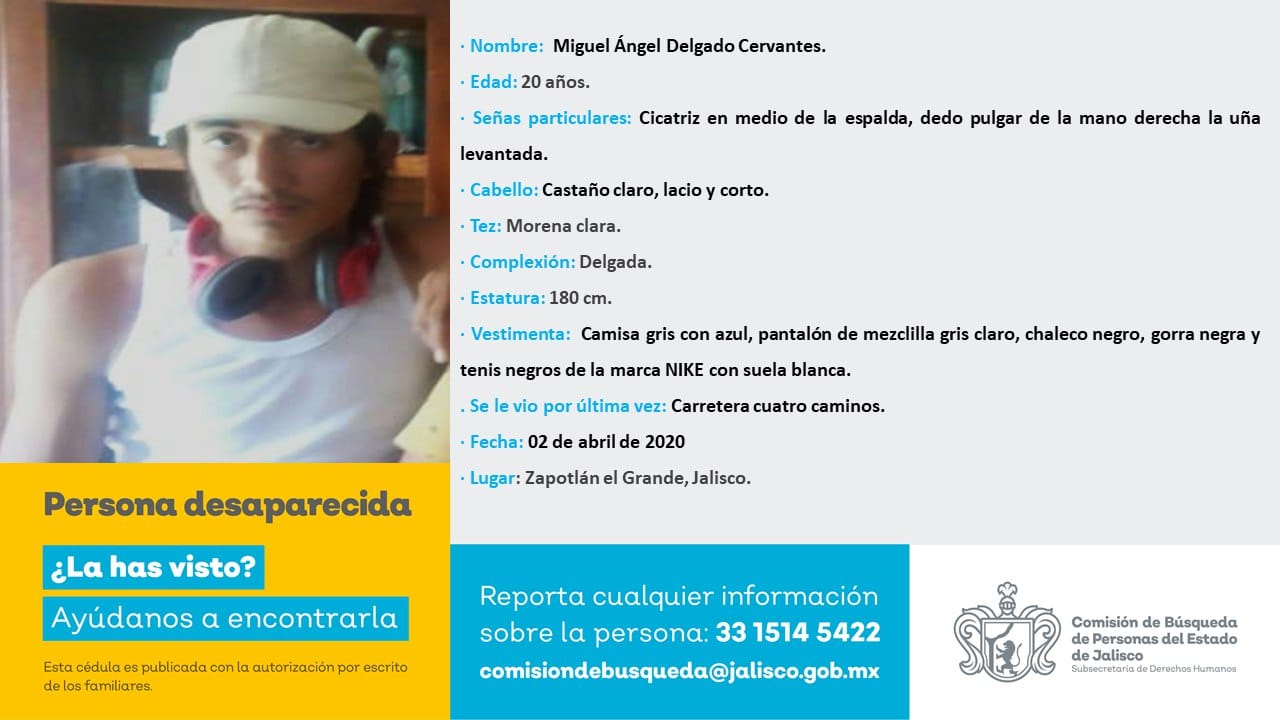 · Nombre:  Miguel Ángel Delgado Cervantes.
· Edad: 20 años.
· Señas particulares: Cicatriz en medio de la espalda, dedo pulgar de la mano derecha la uña
levantada.
· Cabello: Castaño claro, lacio y corto.
· Tez: Morena clara.
· Complexión: Delgada.
· Estatura: 180 cm.
· Vestimenta:  Camisa gris con azul, pantalón de mezclilla gris claro, chaleco negro, gorra negra y
tenis negros de la marca NIKE con suela blanca.
. Se le vio por última vez: Carretera cuatro caminos.
· Fecha: 02 de abril de 2020
· Lugar: Zapotlán el Grande, Jalisco.
Persona desaparecida
¿La has visto?
Ayúdanos a encontrarla
Esta cédula es publicada con la autorización por escrito
de los familiares.
Reporta cualquier información
sobre la persona: 33 1514 5422
comisiondebusqueda@jalisco.gob.mx
Comisión de Búsqueda
de Personas del Estado
de Jalisco
Subsecretaría de Derechos Humanos